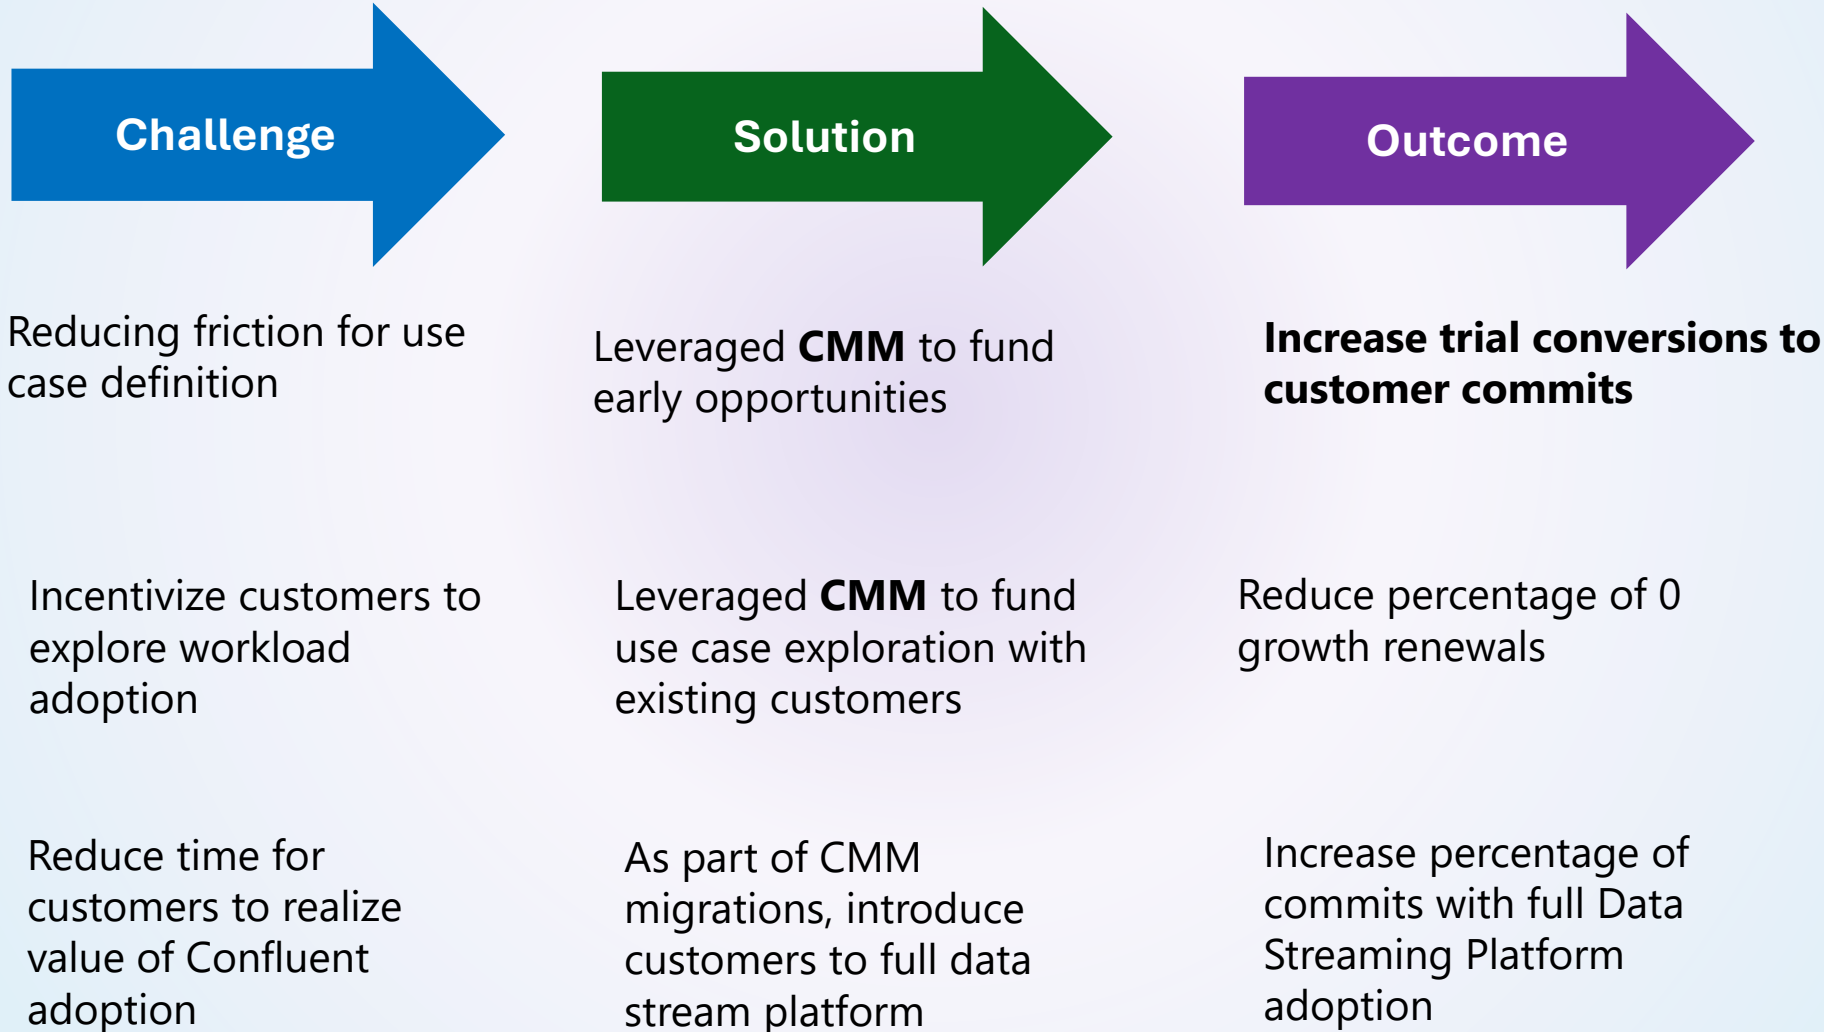 Challenge
Solution
Outcome
Reducing friction for use
case definition
Leveraged CMM to fund
early opportunities
Increase trial conversions to
customer commits
Incentivize customers to
explore workload
adoption
Leveraged CMM to fund
use case exploration with
existing customers
Reduce percentage of 0
growth renewals
Reduce time for
customers to realize
value of Confluent
adoption
As part of CMM
migrations, introduce
customers to full data
stream platform
Increase percentage of
commits with full Data
Streaming Platform
adoption